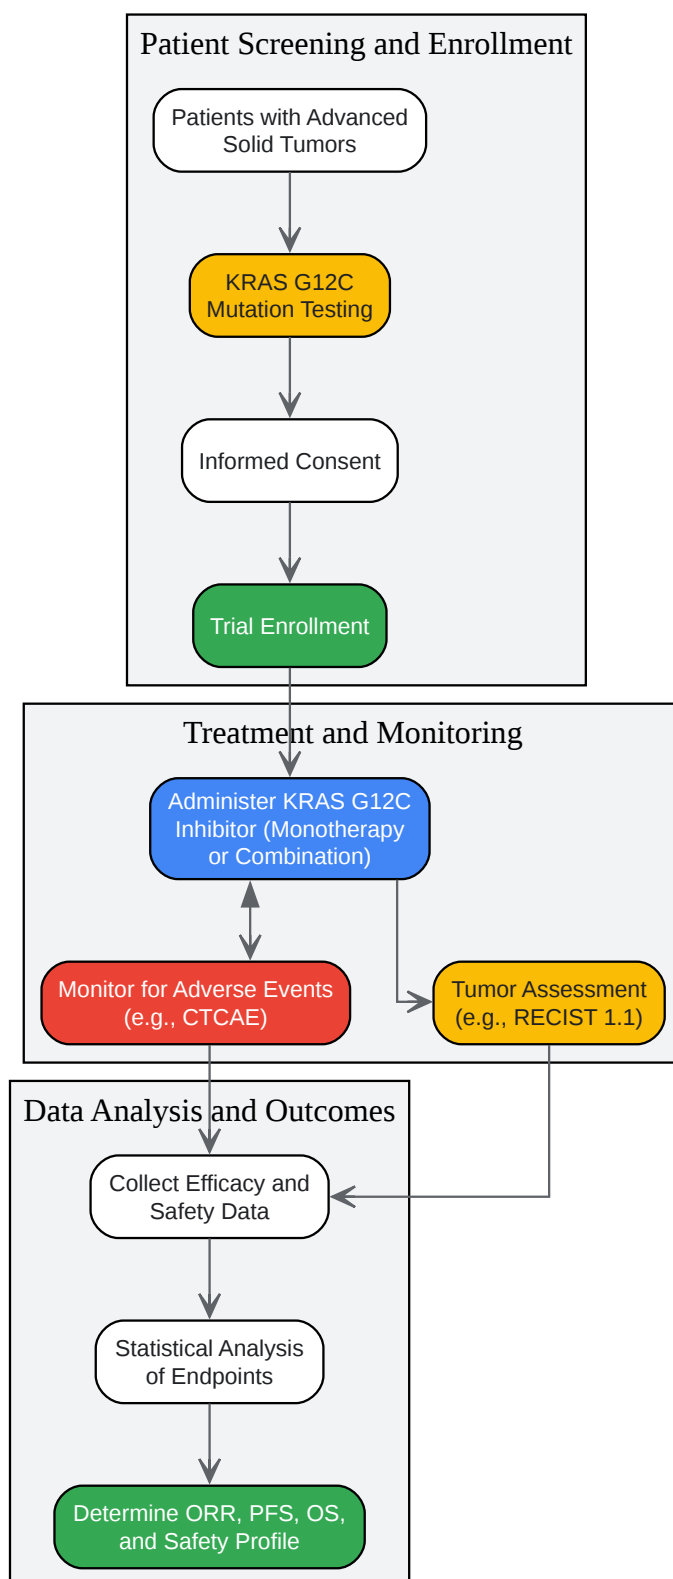 Patient Screening and Enrollment
Patients with Advanced
Solid Tumors
KRAS G12C
Mutation Testing
Informed Consent
Trial Enrollment
Treatment and Monitoring
Administer KRAS G12C
Inhibitor (Monotherapy
or Combination)
Monitor for Adverse Events
(e.g., CTCAE)
Tumor Assessment
(e.g., RECIST 1.1)
Data Analysis and Outcomes
Collect Efficacy and
Safety Data
Statistical Analysis
of Endpoints
Determine ORR, PFS, OS,
and Safety Profile